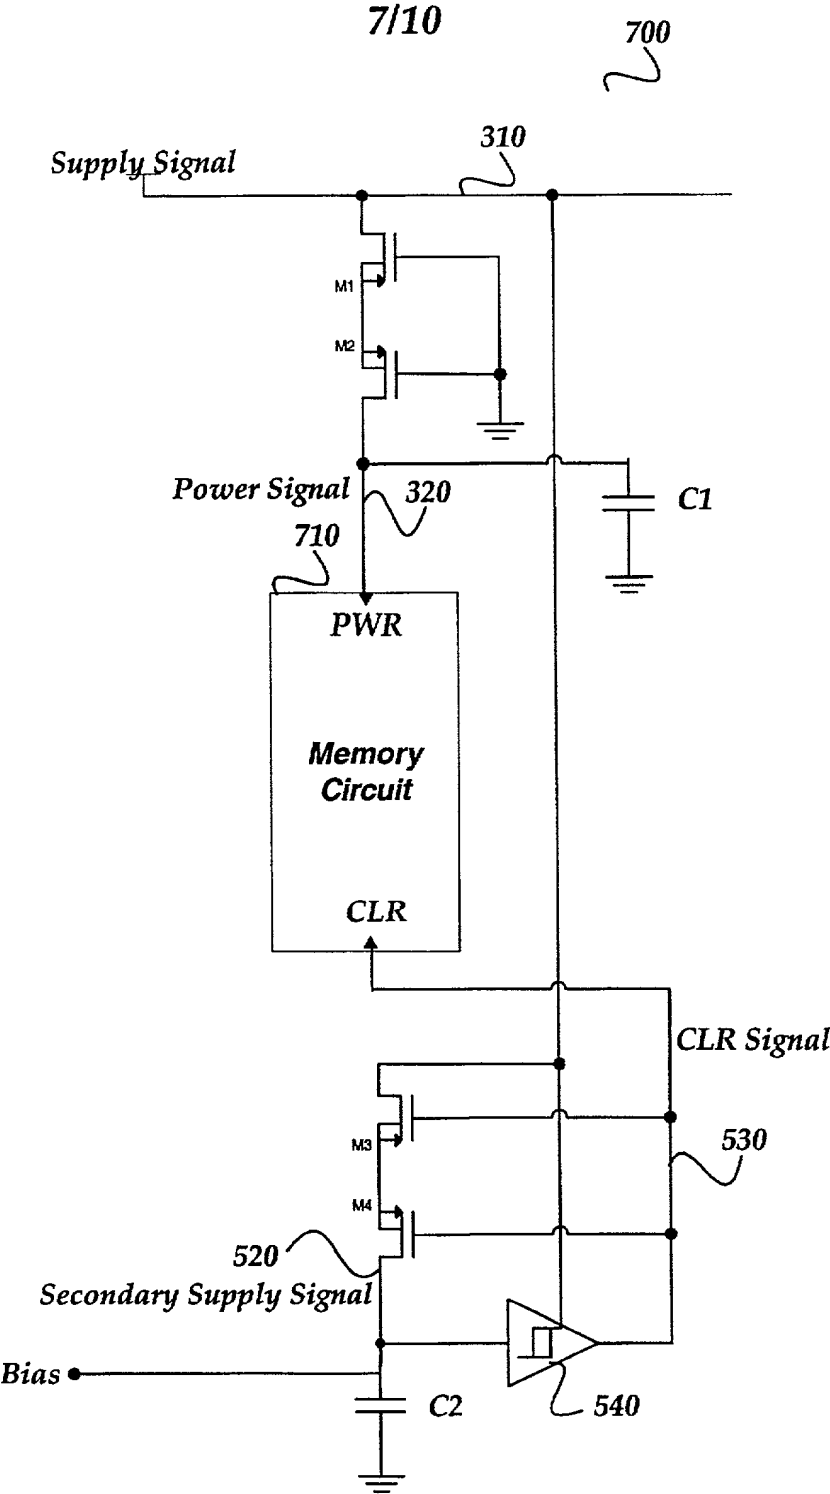 7/10
700
310
Supply Signal
M1
M2
Power Signal
320
C1
710
PWR
Memory
Circuit
CLR
CLR Signal
M3
530
M4
520
Secondary Supply Signal
Bias
C2
540